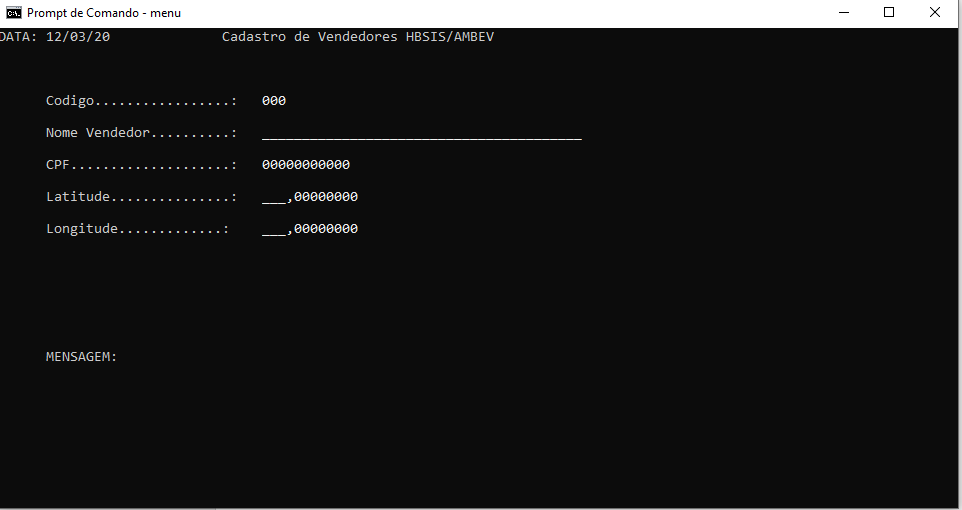 Prompt de Comando - menu
DATA: 12/03/20 Cadastro de Vendedores HBSIS/AMBEV
Codigo.................: 000
Nome Vendedor..........: ________________________________________
CPF....................: 00000000000
Latitude...............: ___,00000000
Longitude.............: ___,00000000
MENSAGEM: